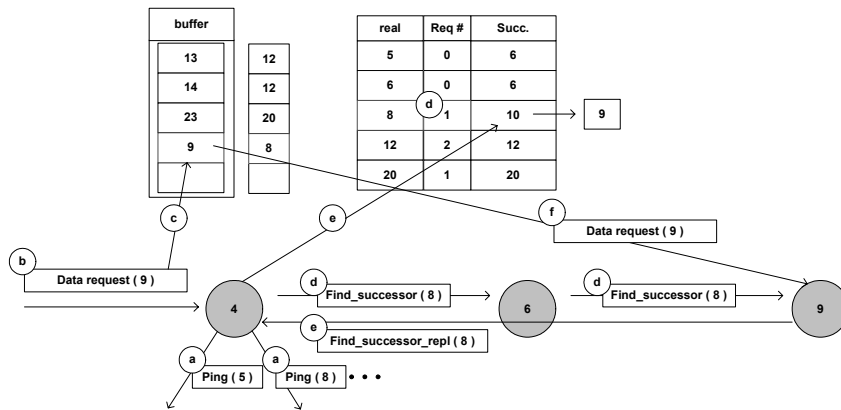 buffer
real Req # Succ.
13 12 5 0 6
14 12 6 0 6
d
23 20 8 1 10 9
9 8 12 2 12
20 1 20
c e f
Data request ( 9 )
b
Data request ( 9 )
d d
4 Find_successor ( 8 ) 6 Find_successor ( 8 ) 9
e
Find_successor_repl ( 8 )
a a
Ping ( 5 ) Ping ( 8 ) • • •